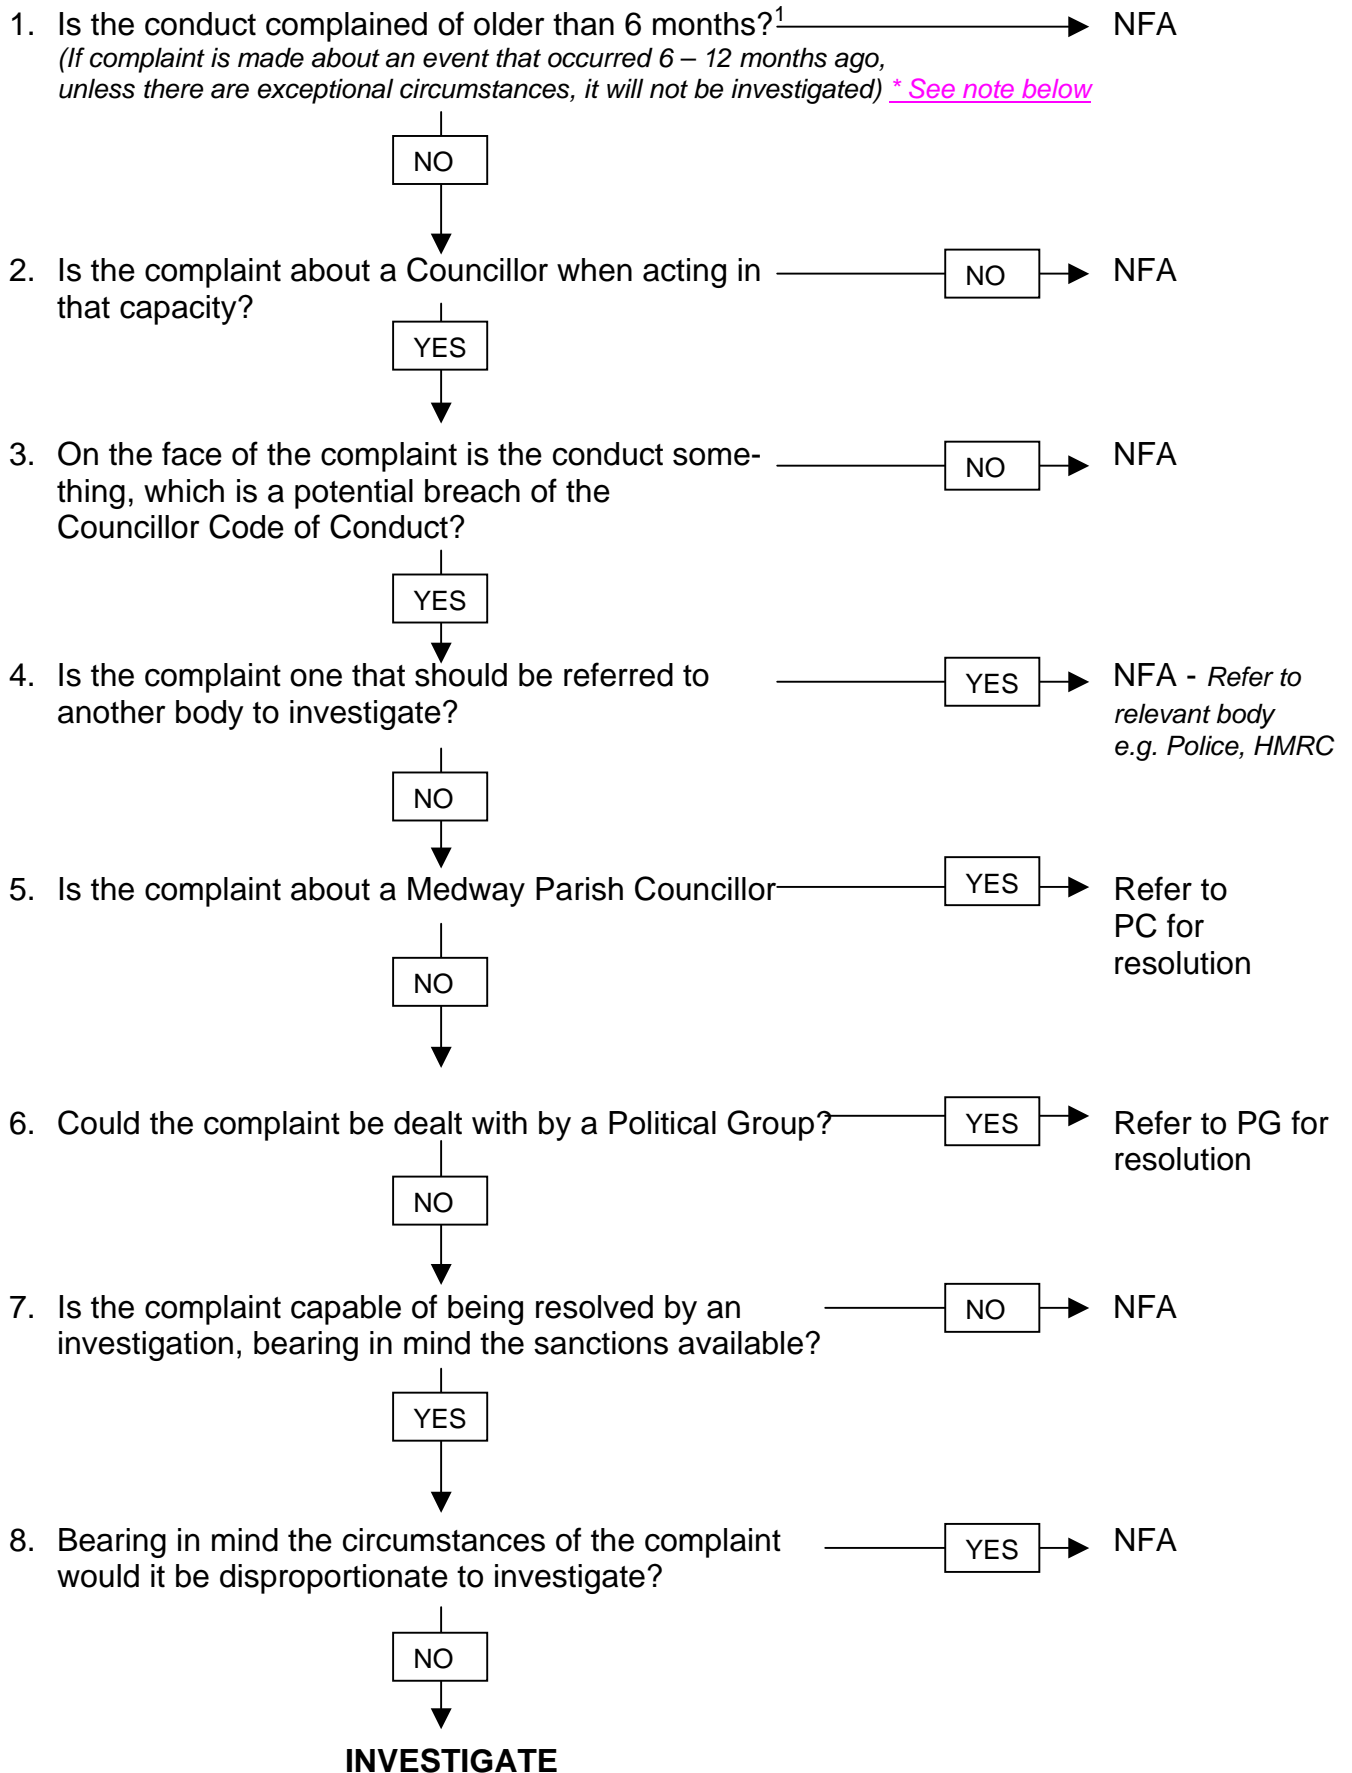 1. Is the conduct complained of older than 6 months?1 NFA
(If complaint is made about an event that occurred 6 – 12 months ago,
unless there are exceptional circumstances, it will not be investigated) * See note below
NO
2. Is the complaint about a Councillor when acting in NO NFA
that capacity?
YES
3. On the face of the complaint is the conduct some- NO NFA
thing, which is a potential breach of the
Councillor Code of Conduct?
YES
4. Is the complaint one that should be referred to YES NFA - Refer to
another body to investigate? relevant body
e.g. Police, HMRC
NO
5. Is the complaint about a Medway Parish Councillor YES Refer to
PC for
resolution
NO
6. Could the complaint be dealt with by a Political Group? YES Refer to PG for
resolution
NO
7. Is the complaint capable of being resolved by an NO NFA
investigation, bearing in mind the sanctions available?
YES
8. Bearing in mind the circumstances of the complaint YES NFA
would it be disproportionate to investigate?
NO
INVESTIGATE